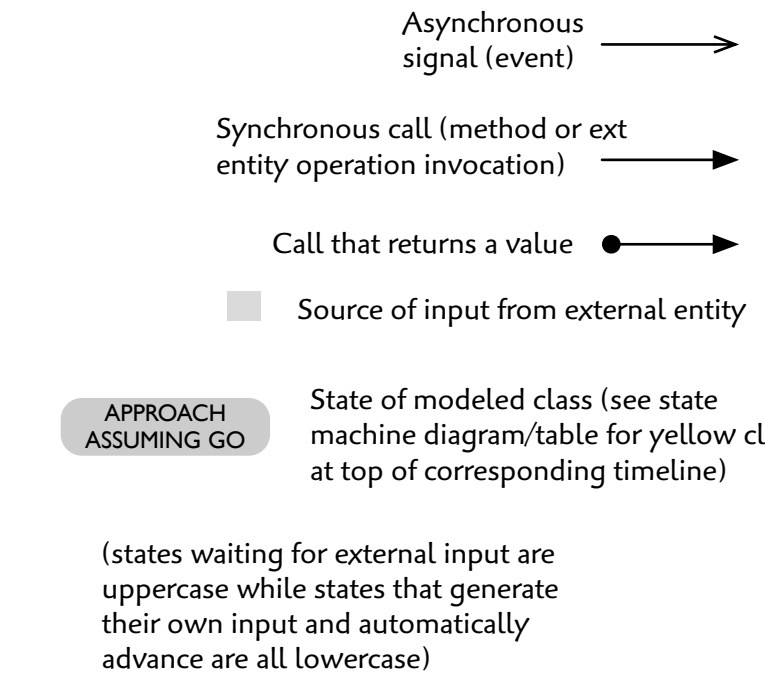 Asynchronous
signal (event)
Synchronous call (method or ext
entity operation invocation)
Call that returns a value
Source of input from external entity
APPROACH
ASSUMING GO
State of modeled class (see state
machine diagram/table for yellow cl
at top of corresponding timeline)
(states waiting for external input are
uppercase while states that generate
their own input and automatically
advance are all lowercase)